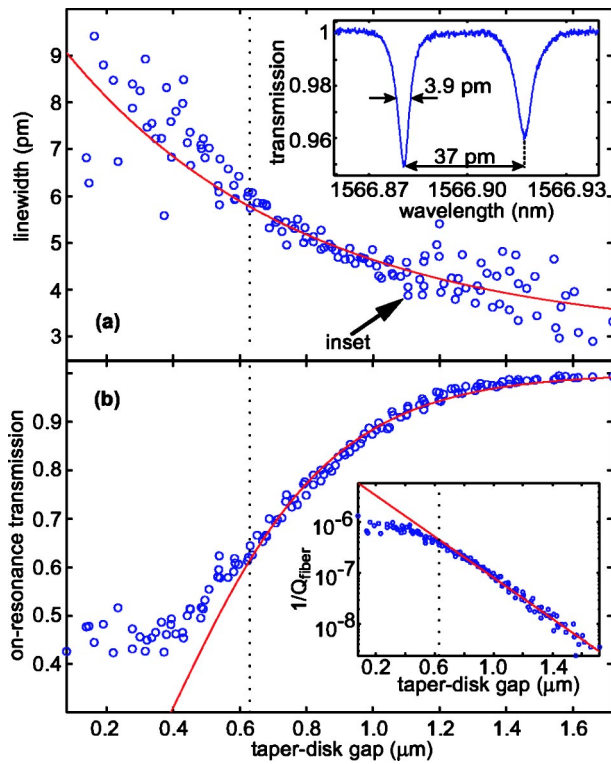 9
8
7
6
5
4
3
linewidth (pm)
(a)
inset
1
0.98
0.96
transmission
3.9 pm
37 pm
1566.87 1566.90 1566.93
wavelength (nm)
0.9
0.8
0.7
0.6
0.5
0.4
on-resonance transmission
(b)
10-6
10-7
10-8
1/Qfiber
0.2 0.6 1.0 1.4
taper-disk gap (μm)
0.2 0.4 0.6 0.8 1.0 1.2 1.4 1.6
taper-disk gap (μm)